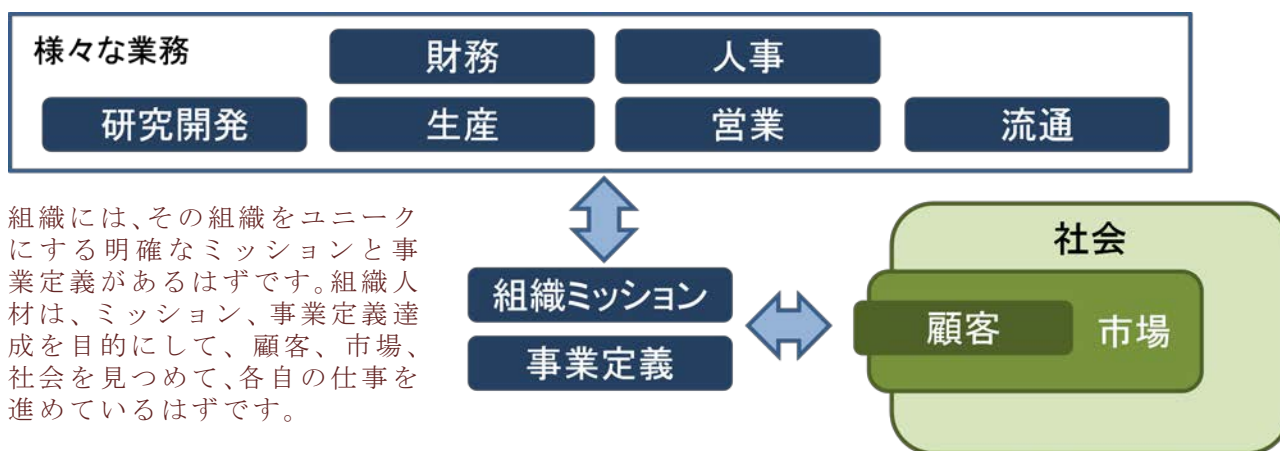 様々な業務
財務
人事
研究開発
生産
営業
流通
組織には、その組織をユニーク
にする明確なミッションと事
業定義があるはずです。組織人
材は、ミッション、事業定義達
成を目的にして、顧客、市場、
社会を見つめて、各自の仕事を
進めているはずです。
組織ミッション
事業定義
社会
顧客
市場